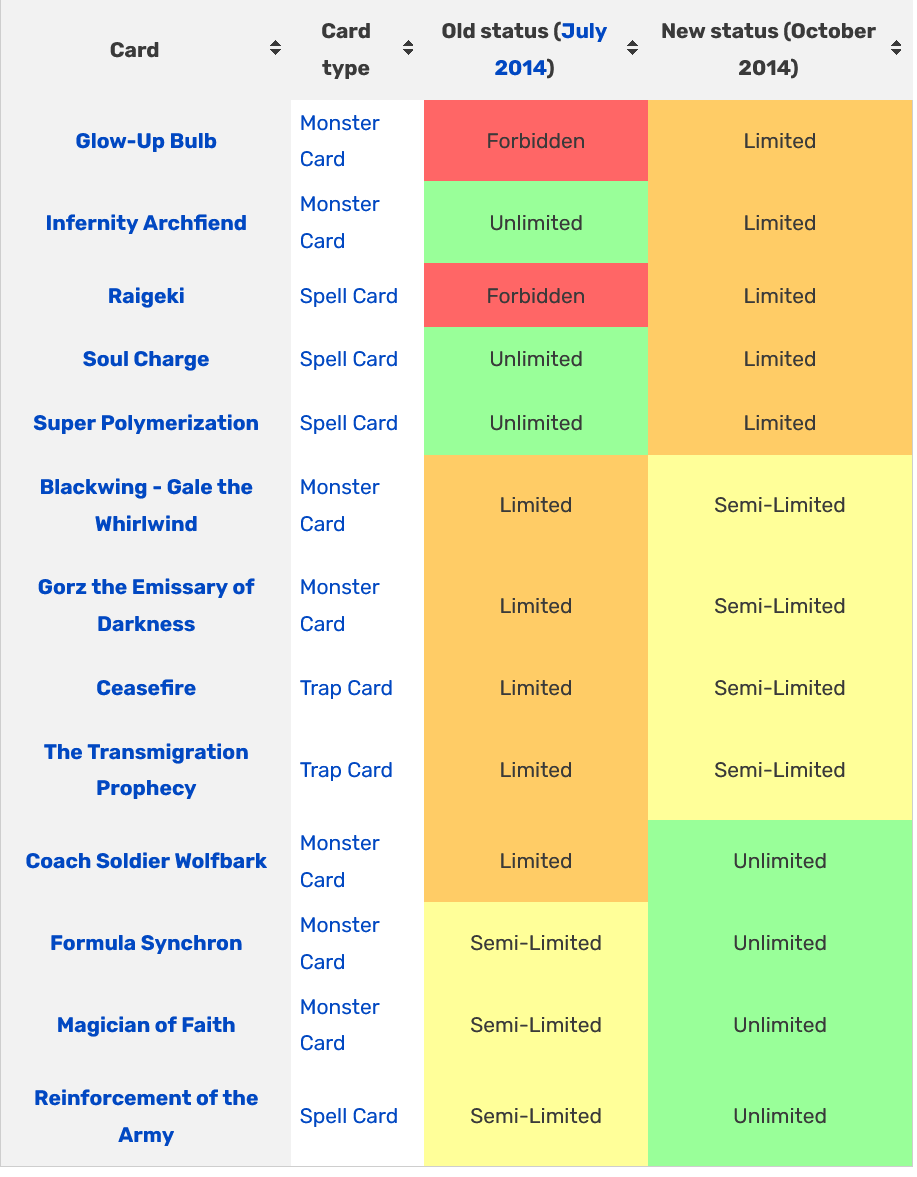 Card
Card type
Old status (July 2014)
New status (October 2014)
Glow-Up Bulb
Monster Card
Forbidden
Limited
Infernity Archfiend
Monster Card
Unlimited
Limited
Raigeki
Spell Card
Forbidden
Limited
Soul Charge
Spell Card
Unlimited
Limited
Super Polymerization
Spell Card
Unlimited
Limited
Blackwing - Gale the Whirlwind
Monster Card
Limited
Semi-Limited
Gorz the Emissary of Darkness
Monster Card
Limited
Semi-Limited
Ceasefire
Trap Card
Limited
Semi-Limited
The Transmigration Prophecy
Trap Card
Limited
Semi-Limited
Coach Soldier Wolfbark
Monster Card
Limited
Unlimited
Formula Synchron
Monster Card
Semi-Limited
Unlimited
Magician of Faith
Monster Card
Semi-Limited
Unlimited
Reinforcement of the Army
Spell Card
Semi-Limited
Unlimited